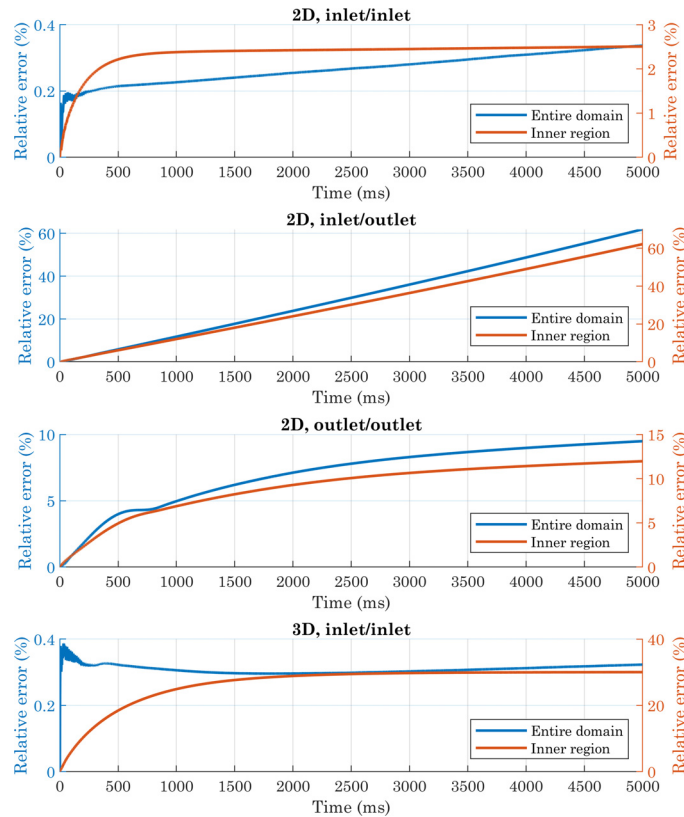 2D, inlet/inlet
Relative error (%)
0.4
0.2
0
3
2
1
0
Relative error (%)
Entire domain
Inner region
0 500 1000 1500 2000 2500 3000 3500 4000 4500 5000
Time (ms)
2D, inlet/outlet
Relative error (%)
60
40
20
0
60
40
20
0
Relative error (%)
Entire domain
Inner region
0 500 1000 1500 2000 2500 3000 3500 4000 4500 5000
Time (ms)
2D, outlet/outlet
Relative error (%)
10
5
0
15
10
5
0
Relative error (%)
Entire domain
Inner region
0 500 1000 1500 2000 2500 3000 3500 4000 4500 5000
Time (ms)
3D, inlet/inlet
Relative error (%)
0.4
0.2
0
40
30
20
10
0
Relative error (%)
Entire domain
Inner region
0 500 1000 1500 2000 2500 3000 3500 4000 4500 5000
Time (ms)